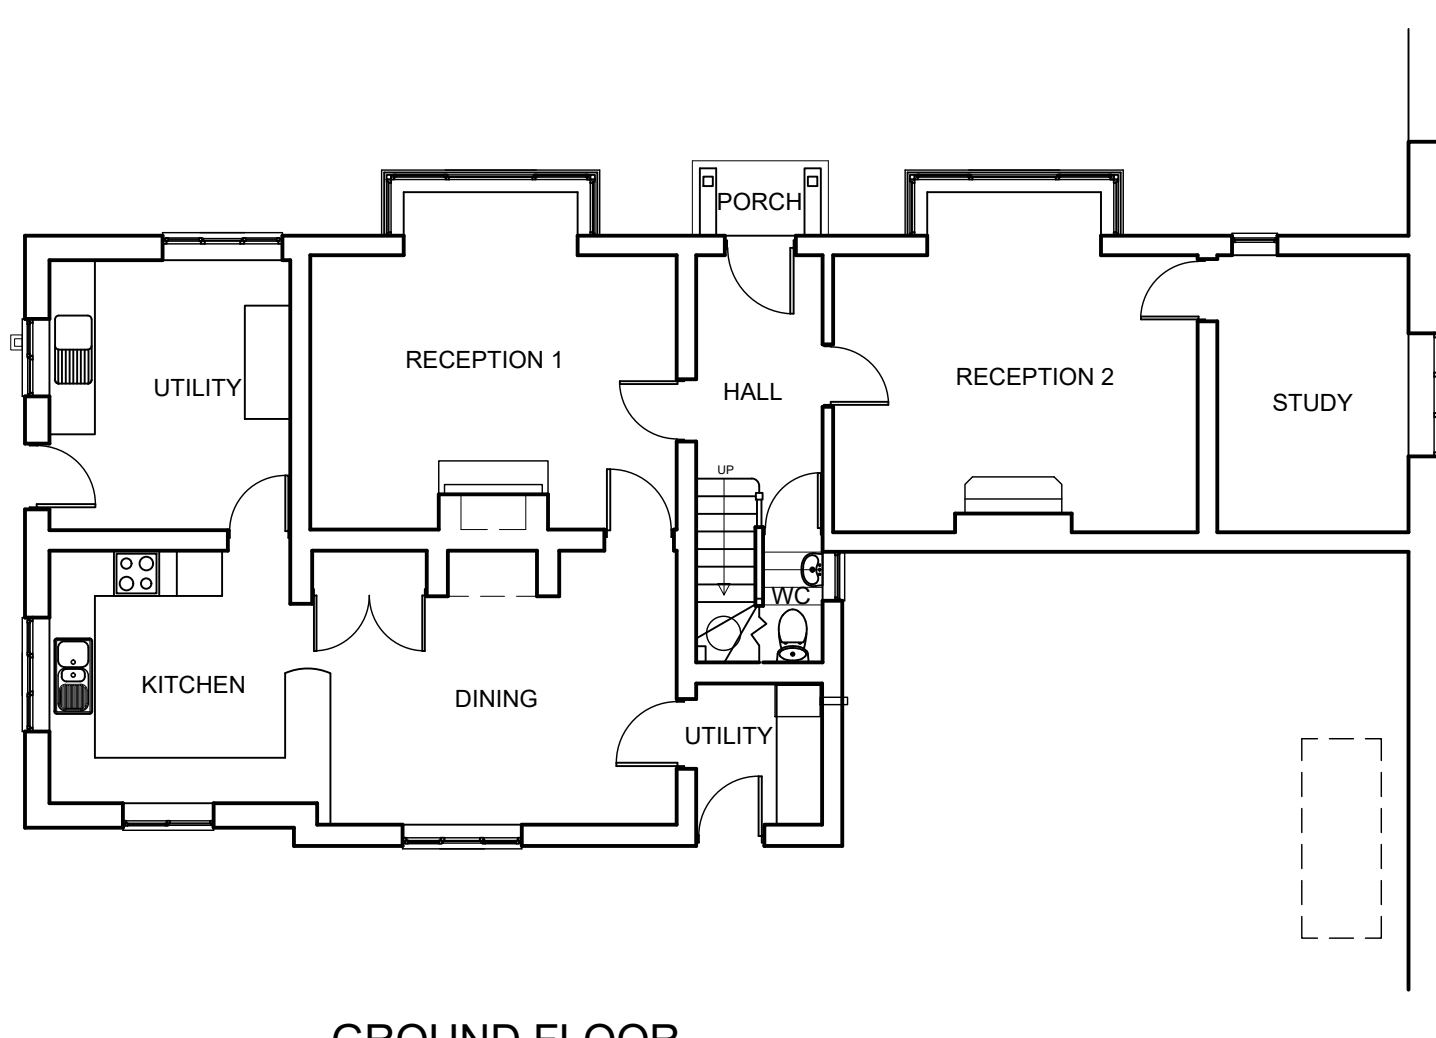 PORCH
RECEPTION 1
RECEPTION 2
UTILITY
HALL
STUDY
UP
WC
KITCHEN
DINING
UTILITY
GROUND FLOOR